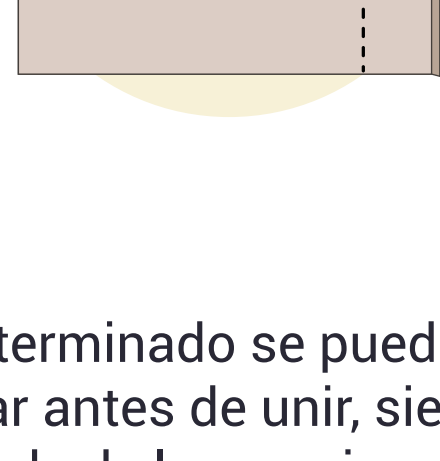 terminado se pued
ar antes de unir, sie